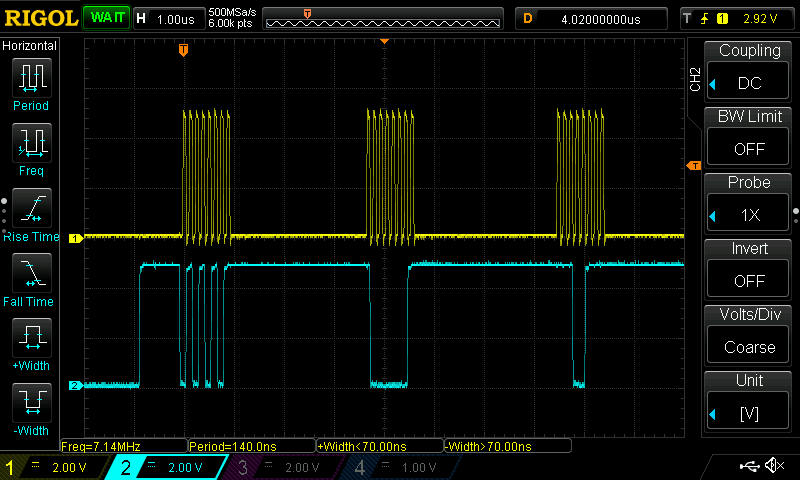 RIGOL WAIT H 1.00us 500MSa/s 6.00k pts T D 4.02000000us T 1 2.92 V
Horizontal
Period
Freq
Rise Time
Fall Time
+Width
-Width
T
T
1
2
CH2
Coupling
DC
BW Limit
OFF
Probe
1X
Invert
OFF
Volts/Div
Coarse
Unit
[V]
Freq=7.14MHz Period=140.0ns +Width<70.00ns -Width>70.00ns
1 2.00 V 2 2.00 V 3 2.00 V 4 1.00 V